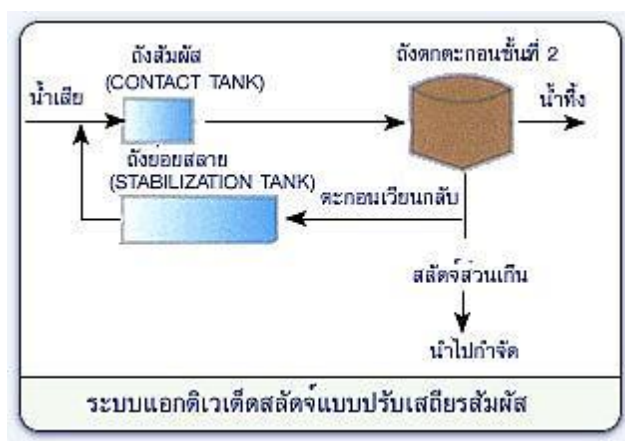 ถังสัมผัส
(CONTACT TANK)
ถังตกตะกอนชั้นที่ 2
น้ำเสีย
น้ำทิ้ง
ถังย่อยสลาย
(STABILIZATION TANK)
ตะกอนเวียนกลับ
สลัดจ์ส่วนเกิน
นำไปกำจัด
ระบบแอกติเวเต็ดสลัดจ์แบบปรับเสถียรสัมผัส